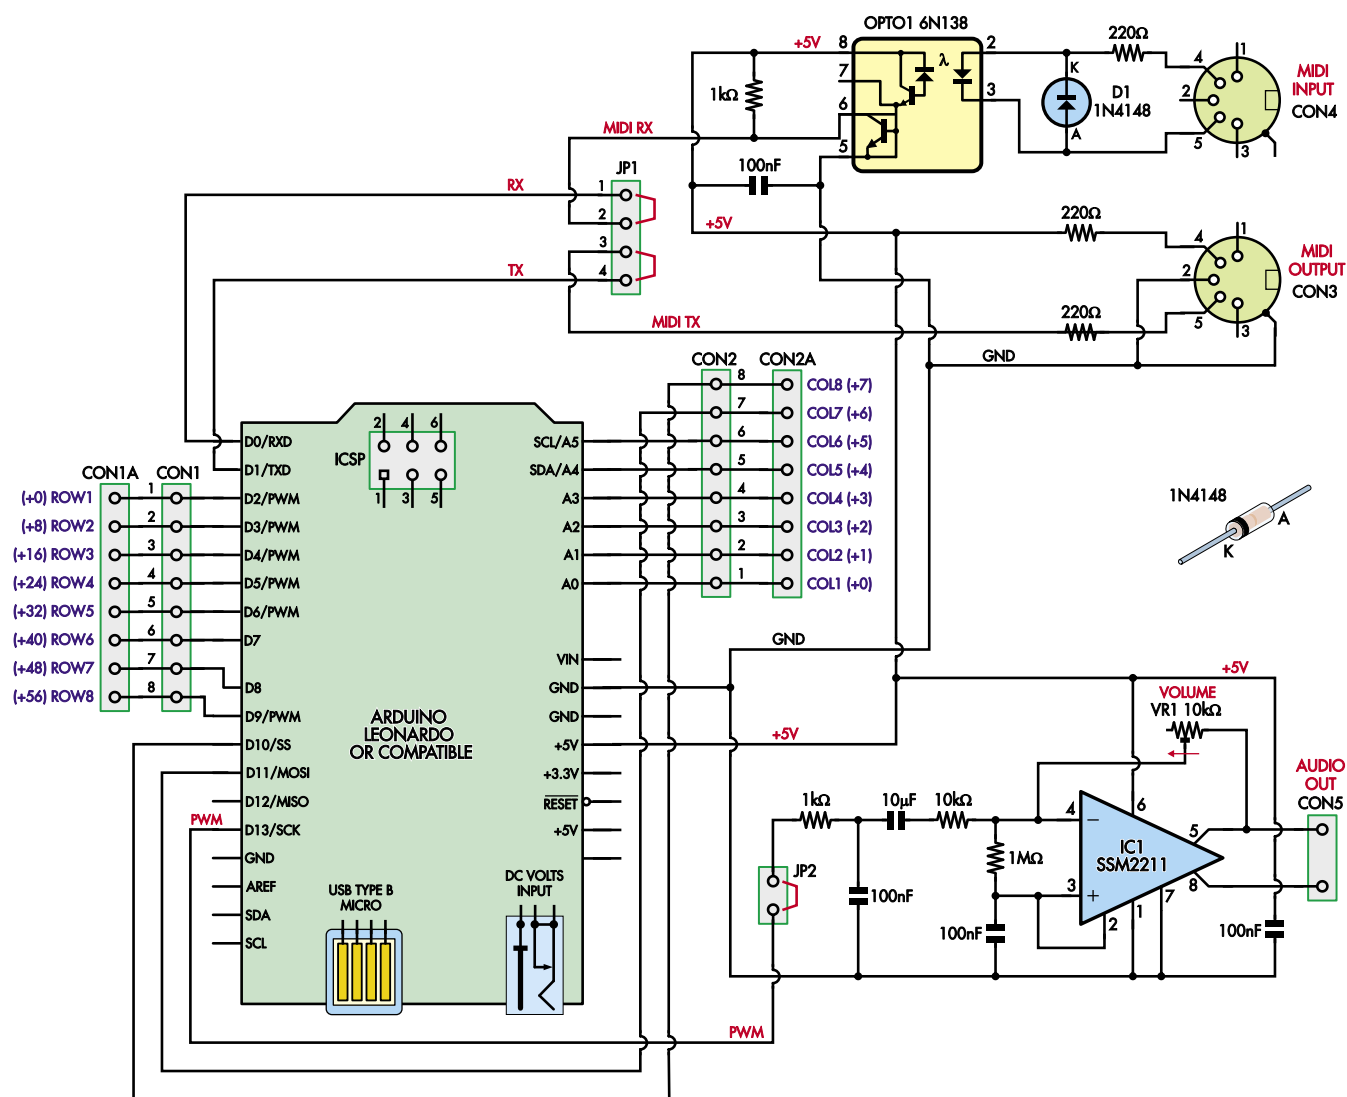 OPTO1 6N138
+5V
8
7
6
5
λ
2
3
1kΩ
220Ω
K
D1
1N4148
A
4
1
2
5
3
MIDI
INPUT
CON4
MIDI RX
100nF
JP1
RX
1
2
3
4
TX
+5V
220Ω
4
1
2
5
3
MIDI
OUTPUT
CON3
220Ω
MIDI TX
GND
CON2
CON2A
8
COL8 (+7)
7
COL7 (+6)
6
COL6 (+5)
5
COL5 (+4)
4
COL4 (+3)
3
COL3 (+2)
2
COL2 (+1)
1
COL1 (+0)
ICSP
2 4 6
1 3 5
D0/RXD
D1/TXD
D2/PWM
D3/PWM
D4/PWM
D5/PWM
D6/PWM
D7
D8
D9/PWM
D10/SS
D11/MOSI
D12/MISO
D13/SCK
GND
AREF
SDA
SCL
SCL/A5
SDA/A4
A3
A2
A1
A0
VIN
GND
GND
+5V
+3.3V
RESET
+5V
ARDUINO
LEONARDO
OR COMPATIBLE
USB TYPE B
MICRO
DC VOLTS
INPUT
CON1A
CON1
(+0) ROW1
1
(+8) ROW2
2
(+16) ROW3
3
(+24) ROW4
4
(+32) ROW5
5
(+40) ROW6
6
(+48) ROW7
7
(+56) ROW8
8
PWM
1N4148
A
K
GND
+5V
+5V
VOLUME
VR1 10kΩ
1kΩ
10µF
10kΩ
JP2
100nF
1MΩ
100nF
4
–
3
+
6
IC1
SSM2211
5
8
7
2
1
AUDIO
OUT
CON5
100nF
PWM